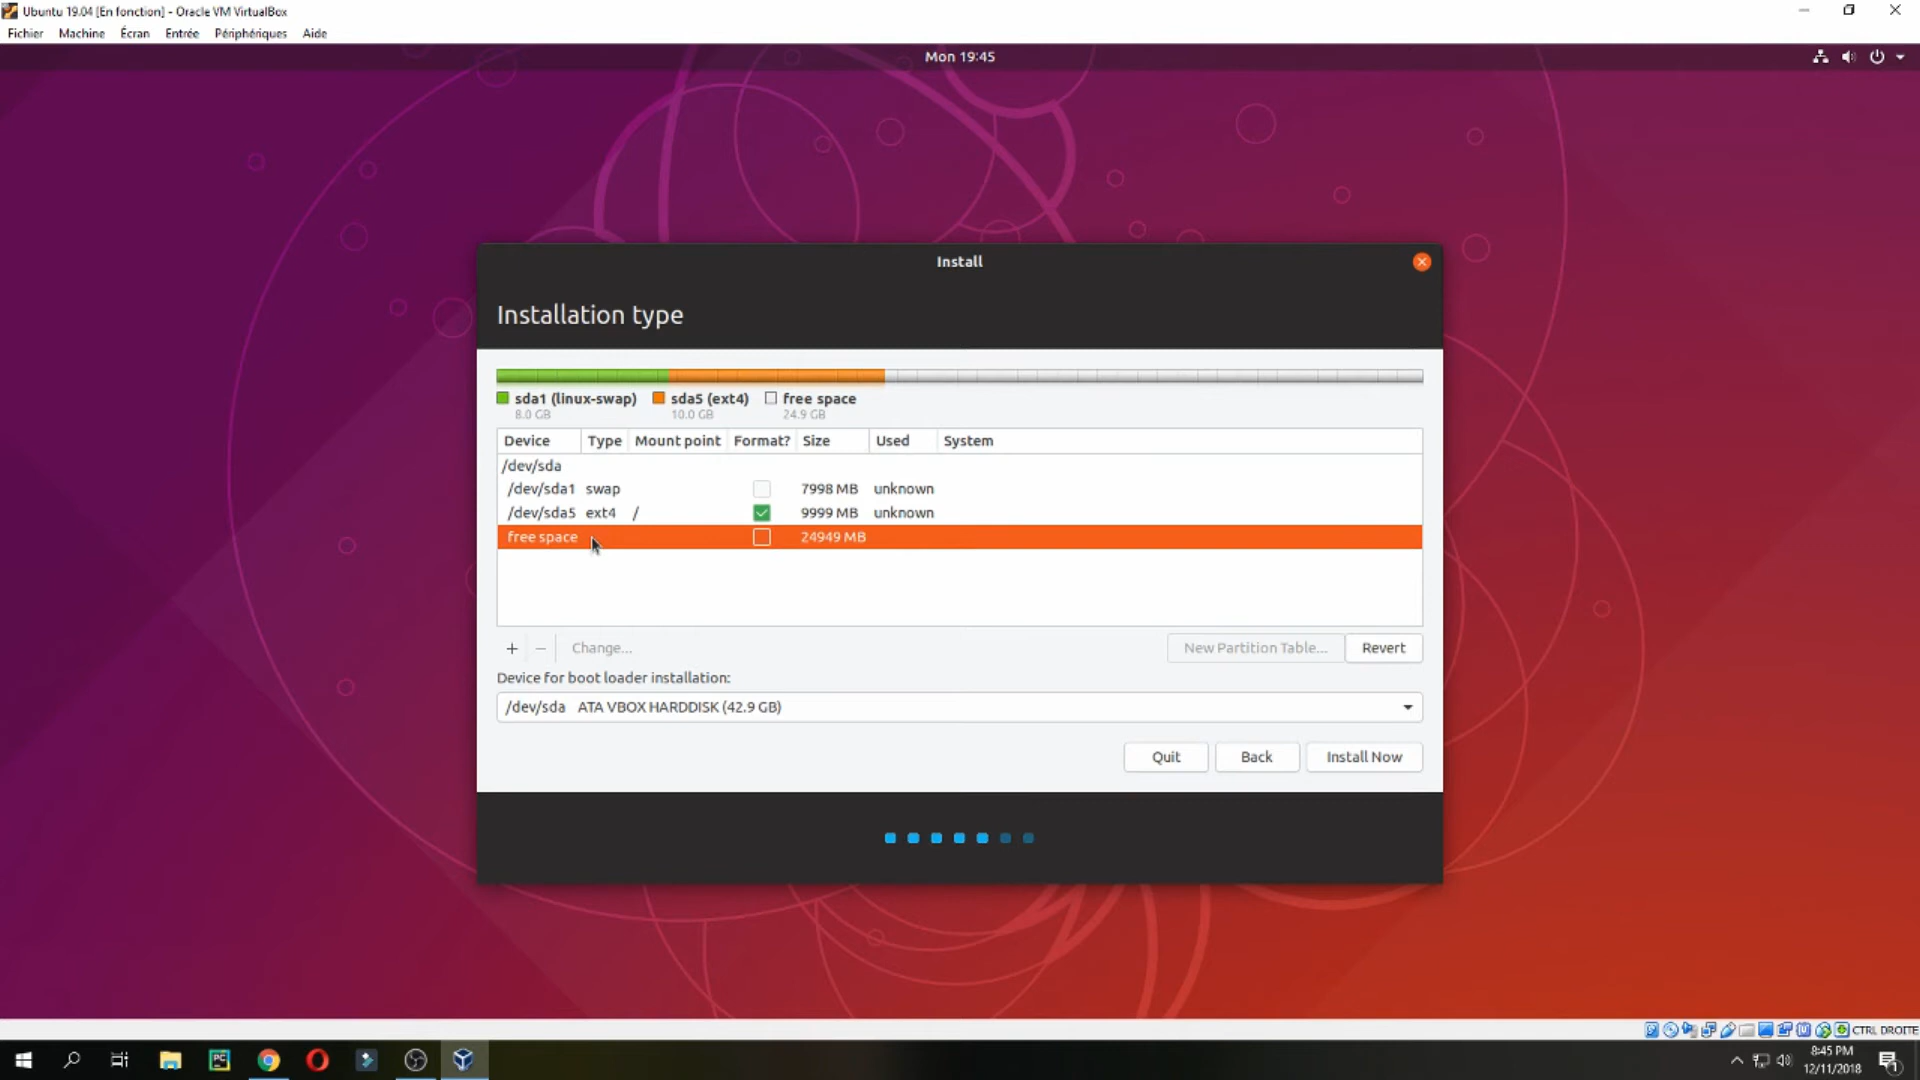 Ubuntu 19.04 [En fonction] - Oracle VM VirtualBox
Fichier Machine Écran Entrée Périphériques Aide
Mon 19:45
Install
Installation type
sda1 (linux-swap) sda5 (ext4) free space
8.0 GB 10.0 GB 24.9 GB
Device Type Mount point Format? Size Used System
/dev/sda
/dev/sda1 swap 7998 MB unknown
/dev/sda5 ext4 / 9999 MB unknown
free space 24949 MB
+ − Change... New Partition Table... Revert
Device for boot loader installation:
/dev/sda ATA VBOX HARDDISK (42.9 GB)
Quit Back Install Now
CTRL DROITE
PC
8:45 PM
12/11/2018
1